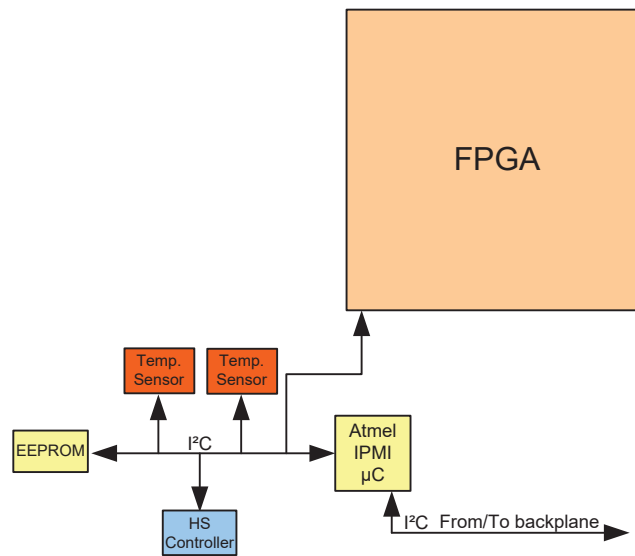 FPGA
Temp.
Sensor
Temp.
Sensor
EEPROM
I²C
Atmel
IPMI
µC
HS
Controller
I²C From/To backplane